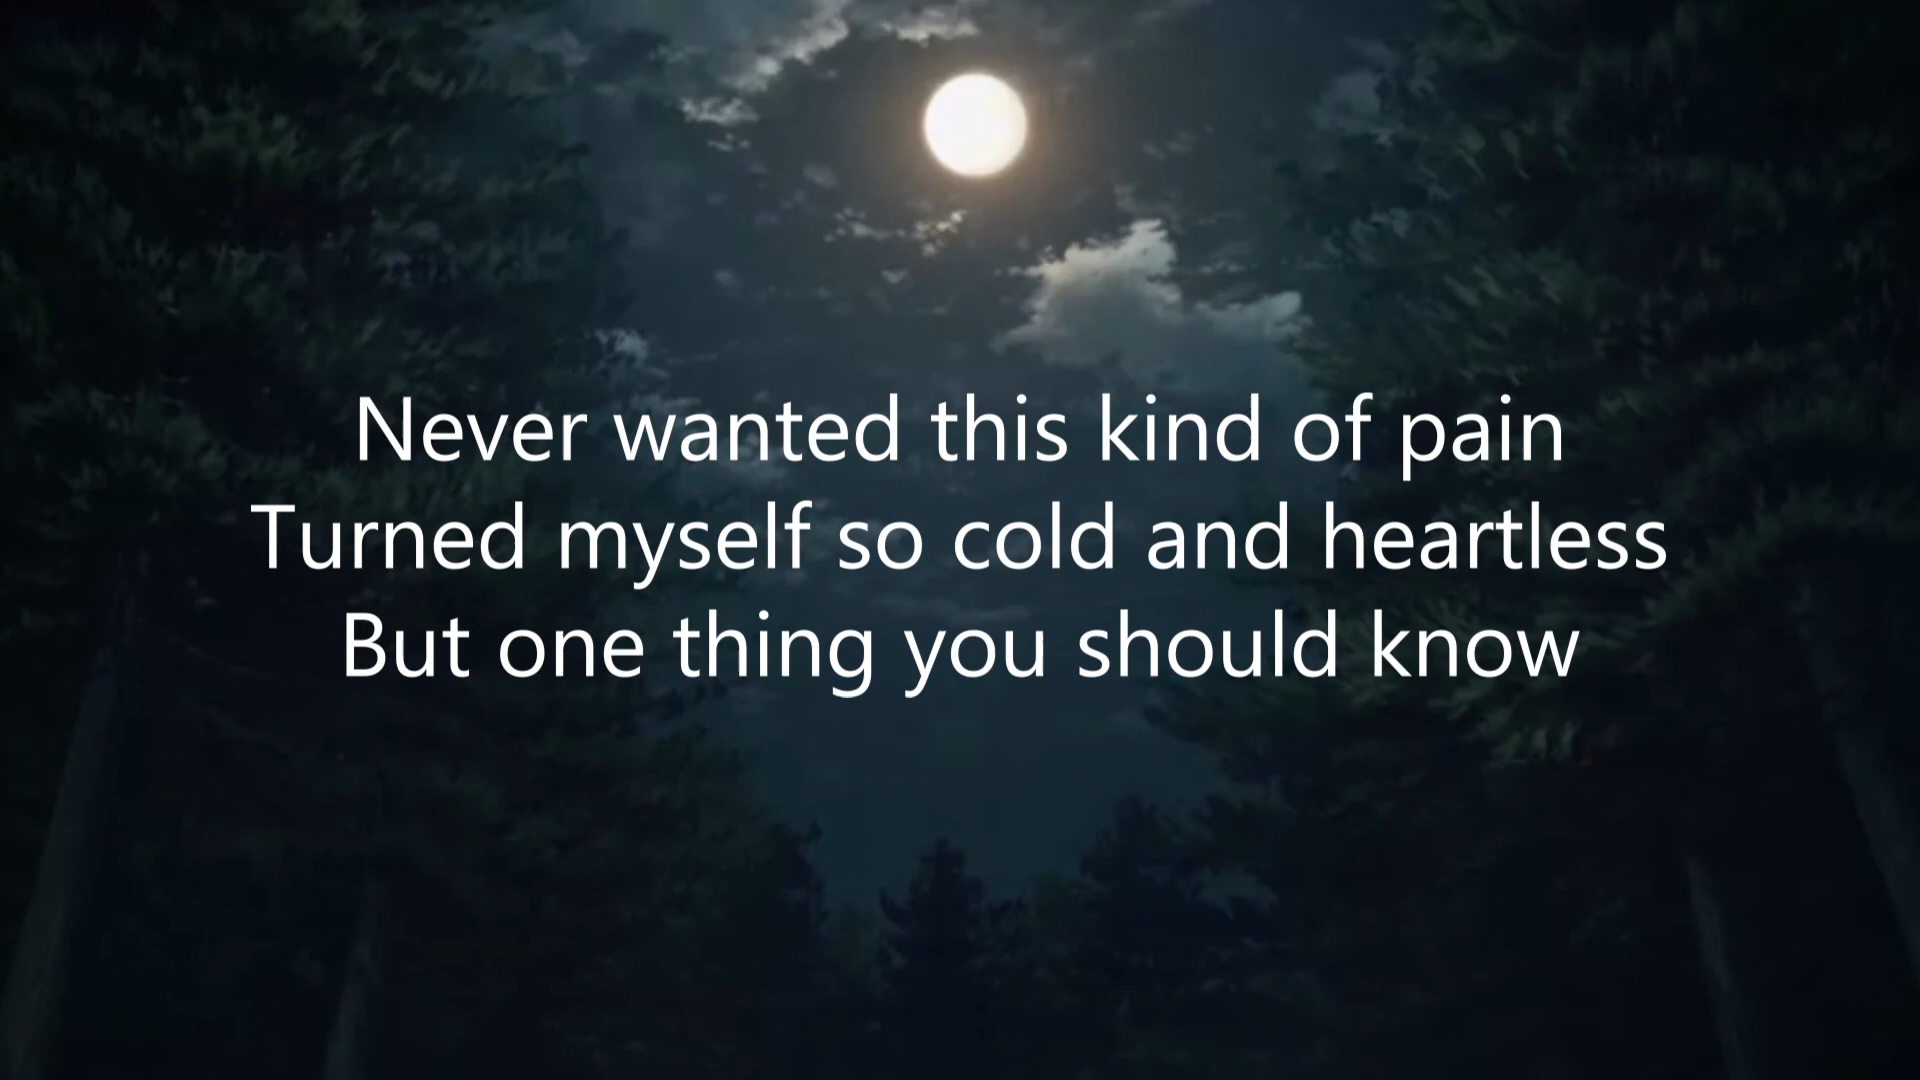 Never wanted this kind of pain
Turned myself so cold and heartless
But one thing you should know